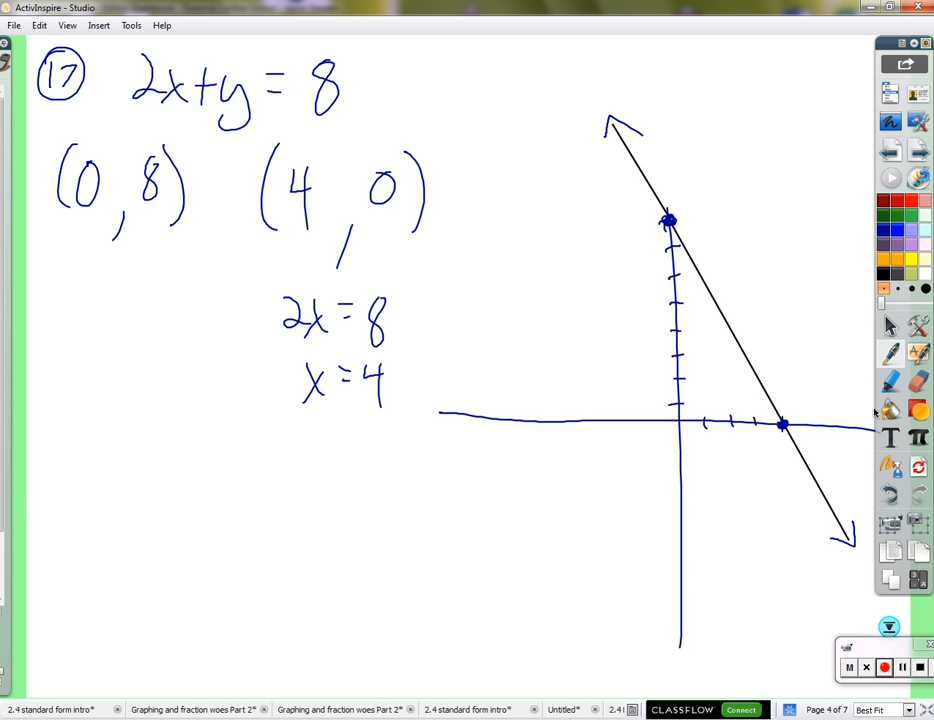 ActivInspire - Studio
File Edit View Insert Tools Help
17 2x+y = 8
(0, 8) (4, 0)
2x = 8
x = 4
M
2.4 standard form intro* Graphing and fraction woes Part 2* Graphing and fraction woes Part 2* 2.4 standard form intro* Untitled* 2.4 l CLASSFLOW Connect Page 4 of 7 Best Fit